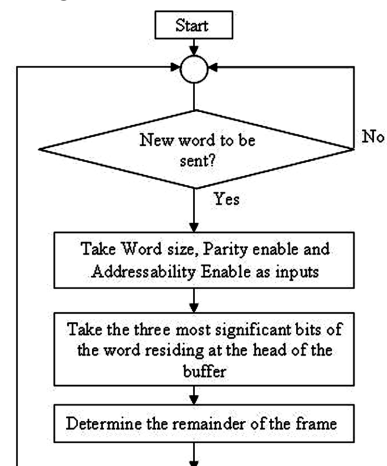 Start
New word to be
sent?
No
Yes
Take Word size, Parity enable and
Addressability Enable as inputs
Take the three most significant bits of
the word residing at the head of the
buffer
Determine the remainder of the frame